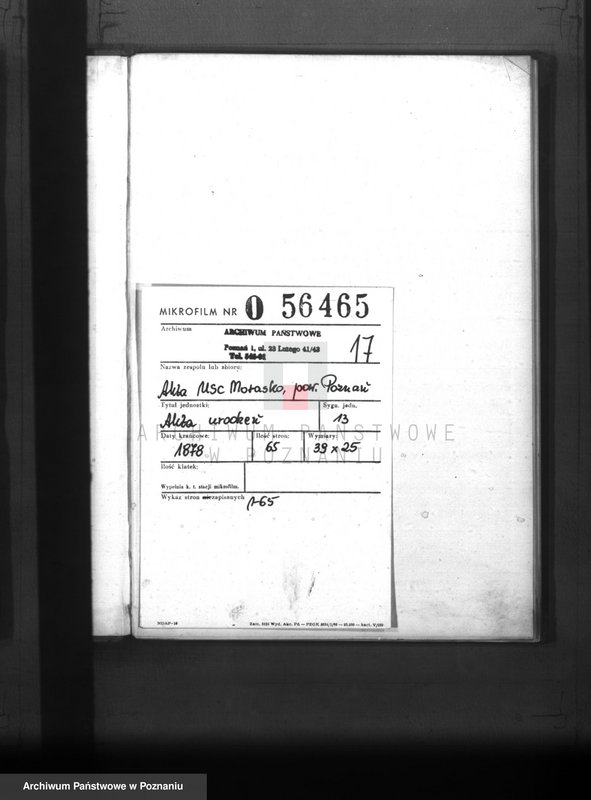 MIKROFILM NR 0 56465
Archiwum
ARCHIWUM PAŃSTWOWE
Poznań 1, ul. 23 Lutego 41/43
17
Nazwa zespołu lub zbioru:
Akta USC Morasko, pow. Poznań
Tytuł jednostki:
Sygn. jedn.
Akta urodzeń
13
ARCHIWUM PAŃSTWOWE
W POZNANIU
Daty krańcowe:
Ilość stron:
Wymiary:
1878
65
39 x 25
Ilość klatek:
Wypełnia k. t. stacji mikrofilm.
Wykaz stron niezapisanych
1-65
Archiwum Państwowe w Poznaniu